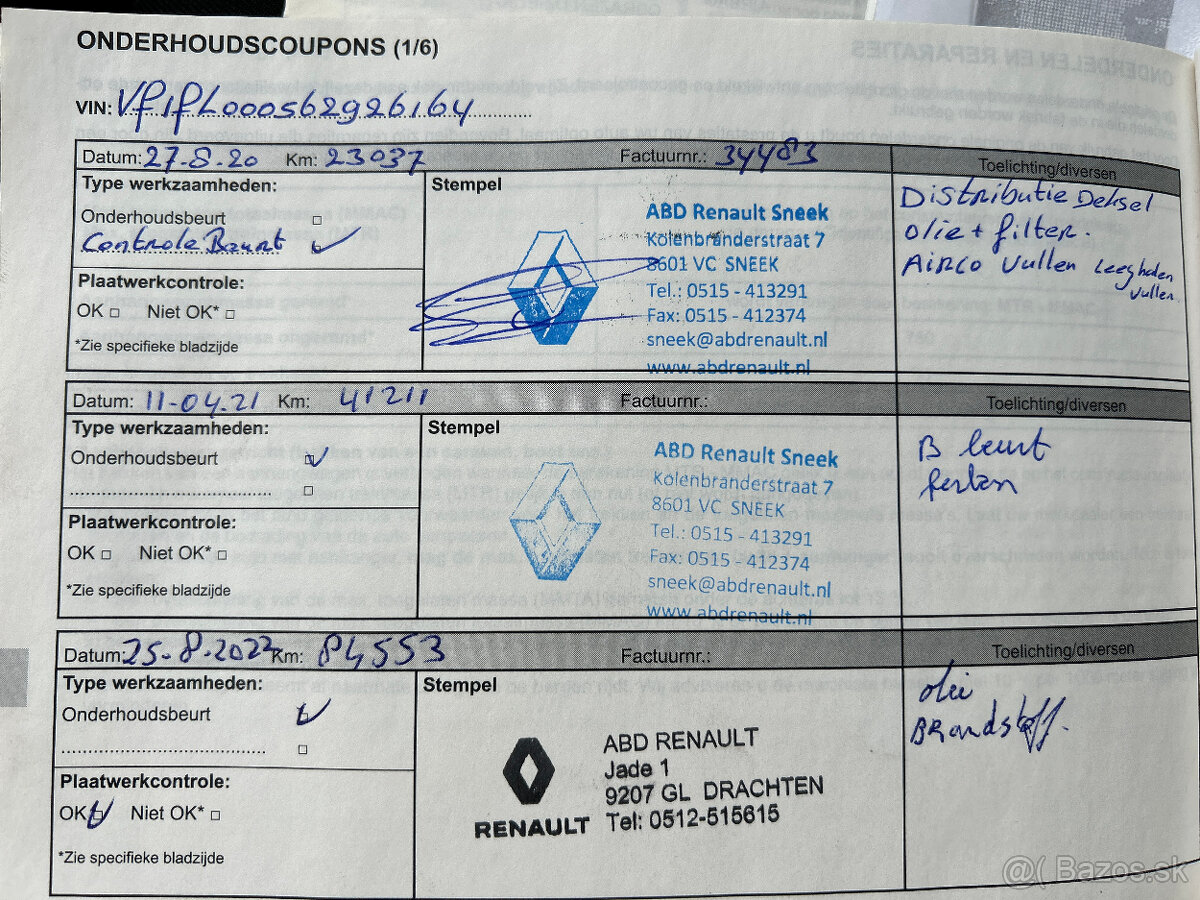 ONDERHOUDSCOUPONS (1/6)
VIN: VF1FL000562926164
Datum: 27.8.20 Km: 23037 Factuurnr.: 34483 Toelichting/diversen
Type werkzaamheden:
Stempel
Onderhoudsbeurt
Controle Beurt
Plaatwerkcontrole:
OK Niet OK*
*Zie specifieke bladzijde
ABD Renault Sneek
Kolenbranderstraat 7
8601 VC SNEEK
Tel.: 0515 - 413291
Fax: 0515 - 412374
sneek@abdrenault.nl
www.abdrenault.nl
Distributie Deksel
olie + filter.
Airco Vullen Leeghalen
Vullen.
Datum: 11-04.21 Km: 41211 Factuurnr.: Toelichting/diversen
Type werkzaamheden:
Stempel
Onderhoudsbeurt
Plaatwerkcontrole:
OK Niet OK*
*Zie specifieke bladzijde
ABD Renault Sneek
Kolenbranderstraat 7
8601 VC SNEEK
Tel.: 0515 - 413291
Fax: 0515 - 412374
sneek@abdrenault.nl
www.abdrenault.nl
B beurt
Datum: 25-8.2022 Km: 84553 Factuurnr.: Toelichting/diversen
Type werkzaamheden:
Stempel
Onderhoudsbeurt
Plaatwerkcontrole:
OK Niet OK*
*Zie specifieke bladzijde
RENAULT
ABD RENAULT
Jade 1
9207 GL DRACHTEN
Tel: 0512-515615
olie
Brandstoff.
@( Bazos.sk